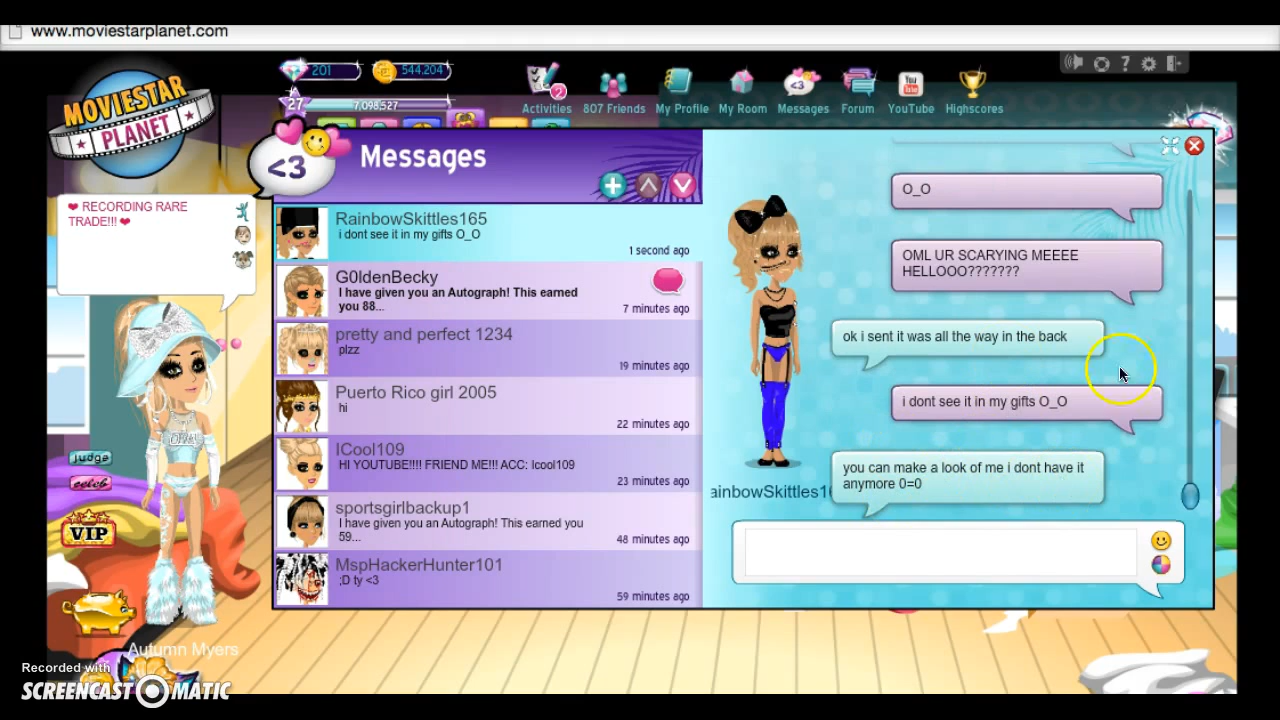 www.moviestarplanet.com
MOVIESTAR
PLANET
201
544.204
27
7,098,527
2
Activities
807 Friends
My Profile
My Room
<3
Messages
Forum
You
Tube
YouTube
Highscores
?
❤ RECORDING RARE
TRADE!!! ❤
judge
celeb
VIP
Autumn Myers
Recorded with
SCREENCAST-O-MATIC
<3
Messages
RainbowSkittles165
i dont see it in my gifts O_O
1 second ago
G0ldenBecky
I have given you an Autograph! This earned
you 88...
7 minutes ago
pretty and perfect 1234
plzz
19 minutes ago
Puerto Rico girl 2005
hi
22 minutes ago
ICool109
HI YOUTUBE!!!! FRIEND ME!!! ACC: Icool109
23 minutes ago
sportsgirlbackup1
I have given you an Autograph! This earned you
59...
48 minutes ago
MspHackerHunter101
;D ty <3
59 minutes ago
O_O
OML UR SCARYING MEEEE
HELLOOO???????
ok i sent it was all the way in the back
i dont see it in my gifts O_O
you can make a look of me i dont have it
anymore 0=0
ainbowSkittles1